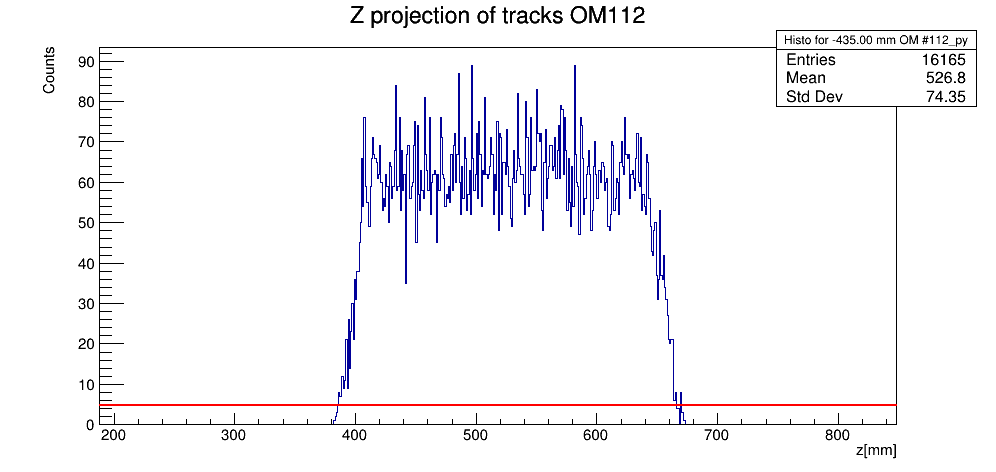 Z projection of tracks OM112
Histo for -435.00 mm OM #112_py
Entries 16165
Mean 526.8
Std Dev 74.35
Counts
90
80
70
60
50
40
30
20
10
0
200 300 400 500 600 700 800
z[mm]